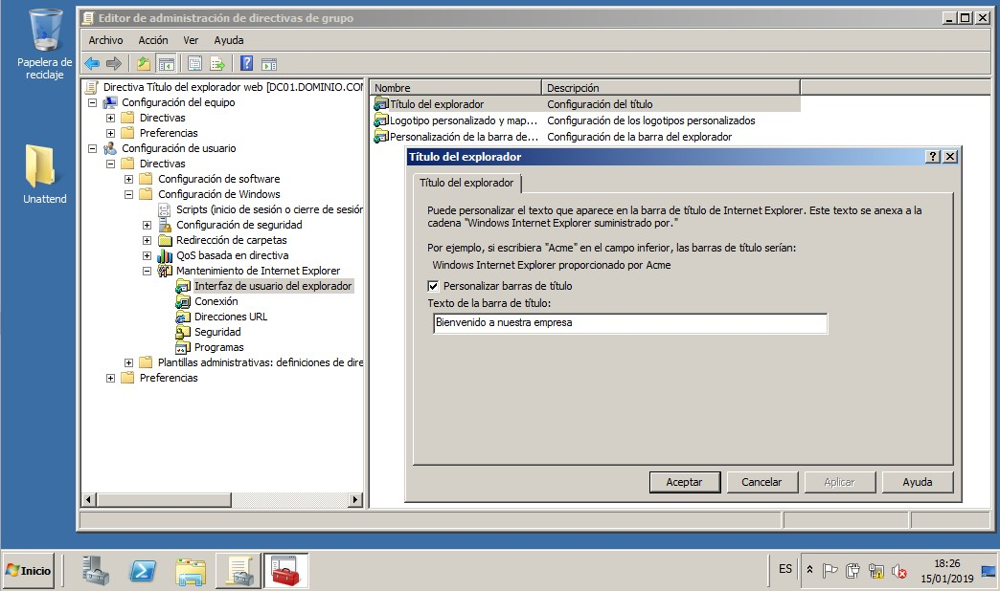 Papelera de
reciclaje
Unattend
Editor de administración de directivas de grupo
Archivo Acción Ver Ayuda
Directiva Título del explorador web [DC01.DOMINIO.COM
Configuración del equipo
Directivas
Preferencias
Configuración de usuario
Directivas
Configuración de software
Configuración de Windows
Scripts (inicio de sesión o cierre de sesión
Configuración de seguridad
Redirección de carpetas
QoS basada en directiva
Mantenimiento de Internet Explorer
Interfaz de usuario del explorador
Conexión
Direcciones URL
Seguridad
Programas
Plantillas administrativas: definiciones de dire
Preferencias
Nombre Descripción
Título del explorador Configuración del título
Logotipo personalizado y map... Configuración de los logotipos personalizados
Personalización de la barra de... Configuración de la barra del explorador
Título del explorador
Título del explorador
Puede personalizar el texto que aparece en la barra de título de Internet Explorer. Este texto se anexa a la
cadena "Windows Internet Explorer suministrado por."
Por ejemplo, si escribiera "Acme" en el campo inferior, las barras de título serían:
Windows Internet Explorer proporcionado por Acme
Personalizar barras de título
Texto de la barra de título:
Bienvenido a nuestra empresa
Aceptar Cancelar Aplicar Ayuda
Inicio
ES
18:26
15/01/2019